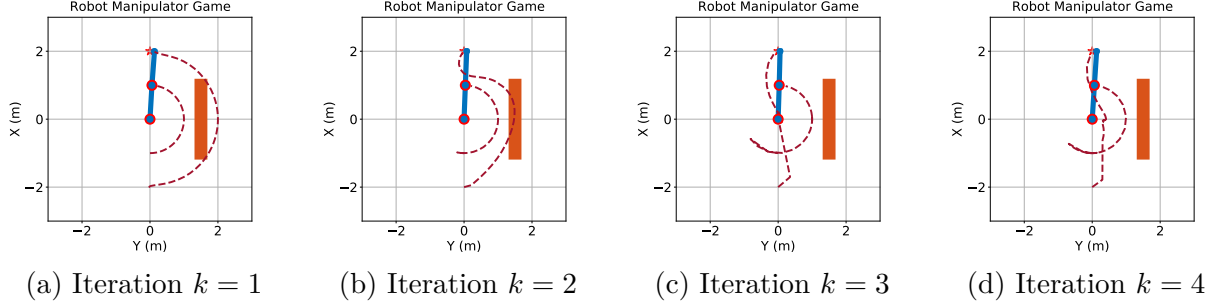 Robot Manipulator Game
X (m)
2
0
−2
−2
0
2
Y (m)
(a) Iteration k = 1
Robot Manipulator Game
X (m)
2
0
−2
−2
0
2
Y (m)
(b) Iteration k = 2
Robot Manipulator Game
X (m)
2
0
−2
−2
0
2
Y (m)
(c) Iteration k = 3
Robot Manipulator Game
X (m)
2
0
−2
−2
0
2
Y (m)
(d) Iteration k = 4